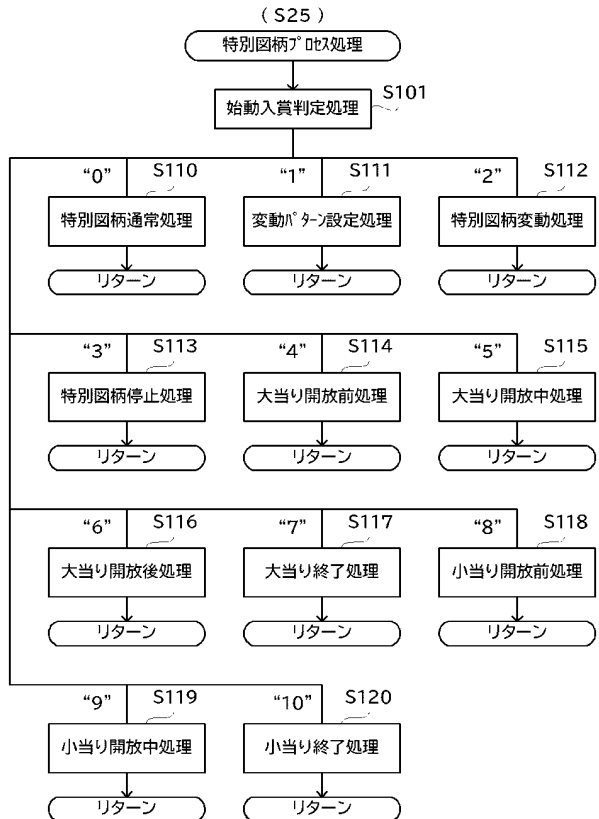 (S25)
特別図柄プロセス処理
S101
始動入賞判定処理
“0” S110 “1” S111 “2” S112
特別図柄通常処理 変動パターン設定処理 特別図柄変動処理
リターン リターン リターン
“3” S113 “4” S114 “5” S115
特別図柄停止処理 大当り開放前処理 大当り開放中処理
リターン リターン リターン
“6” S116 “7” S117 “8” S118
大当り開放後処理 大当り終了処理 小当り開放前処理
リターン リターン リターン
“9” S119 “10” S120
小当り開放中処理 小当り終了処理
リターン リターン